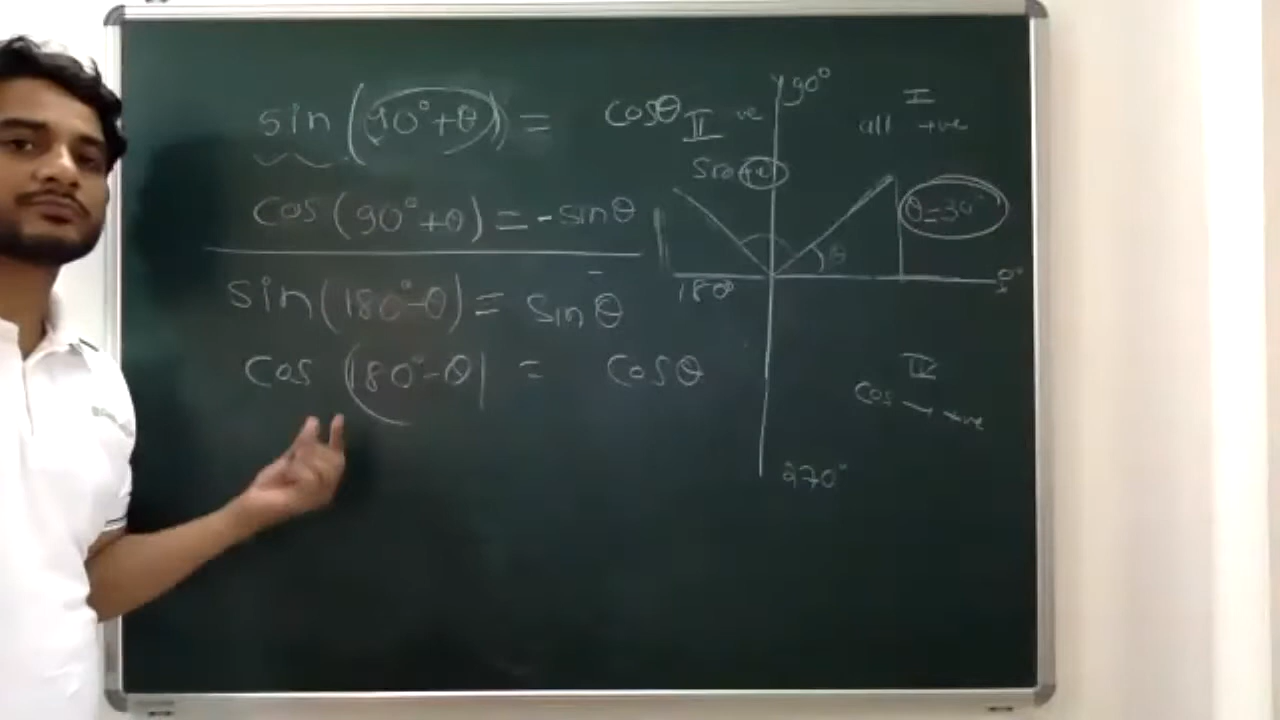 sin (90°+θ) = cosθ
cos (90°+θ) = -sinθ
sin (180°-θ) = sinθ
cos (180°-θ) = cosθ
y 90°
II
ve
I
all +ve
+ve
θ=30°
θ
180°
0°
IV
cos → +ve
270°